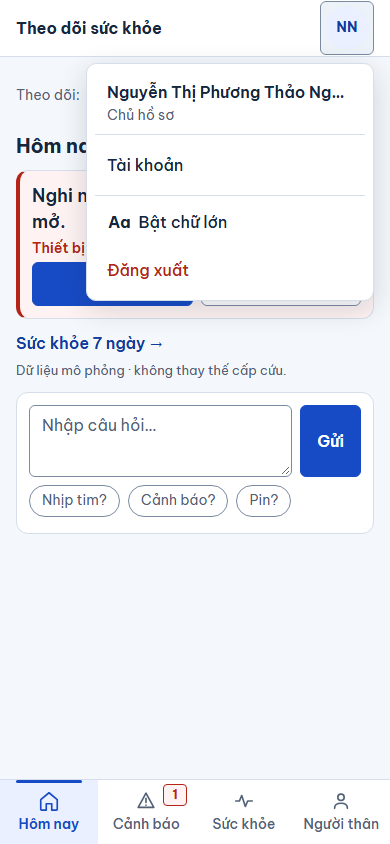 Theo dõi sức khỏe
NN
Theo dõi:
Nguyễn Thị Phương Thảo Ng...
Chủ hồ sơ
Tài khoản
Aa Bật chữ lớn
Đăng xuất
Hôm
Nghi
mở.
Thiết bị
Sức khỏe 7 ngày →
Dữ liệu mô phỏng · không thay thế cấp cứu.
Nhập câu hỏi...
Gửi
Nhịp tim?
Cảnh báo?
Pin?
1
Hôm nay
Cảnh báo
Sức khỏe
Người thân